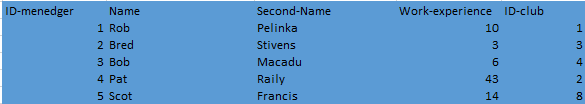 ID-menedger Name Second-Name Work-experience ID-club
1 Rob Pelinka 10 1
2 Bred Stivens 3 3
3 Bob Macadu 6 4
4 Pat Raily 43 2
5 Scot Francis 14 8